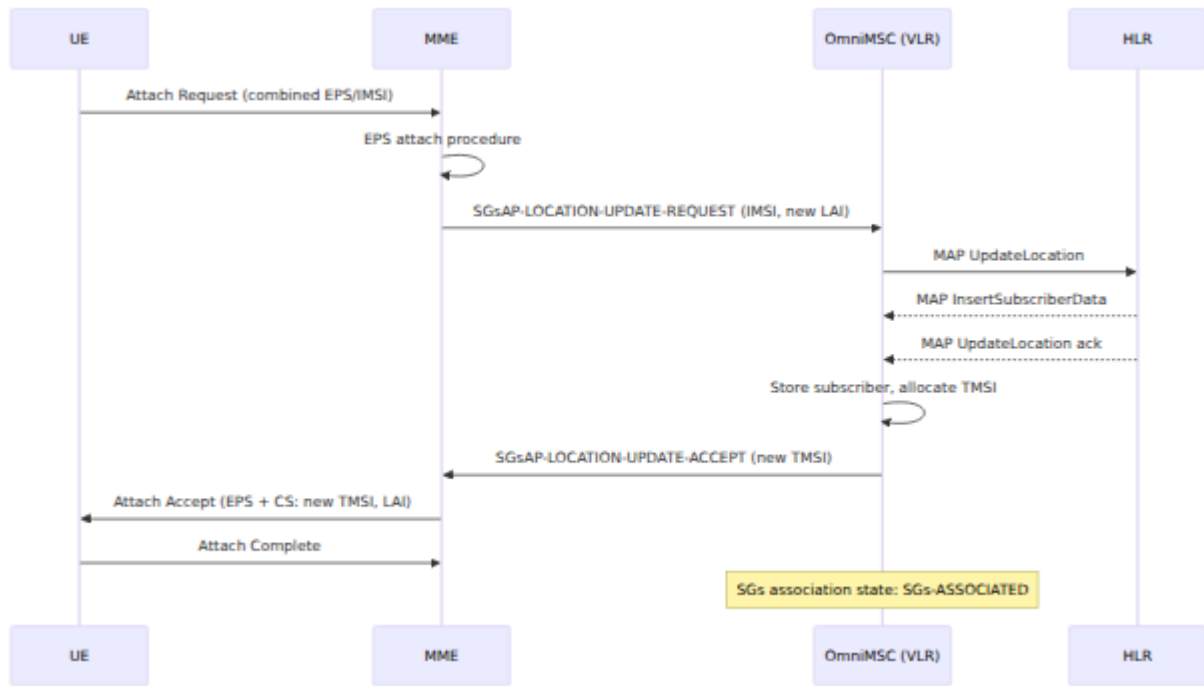 UE
MME
OmniMSC (VLR)
HLR
Attach Request (combined EPS/IMSI)
EPS attach procedure
SGsAP-LOCATION-UPDATE-REQUEST (IMSI, new LAI)
MAP UpdateLocation
MAP InsertSubscriberData
MAP UpdateLocation ack
Store subscriber, allocate TMSI
SGsAP-LOCATION-UPDATE-ACCEPT (new TMSI)
Attach Accept (EPS + CS: new TMSI, LAI)
Attach Complete
SGs association state: SGs-ASSOCIATED
UE
MME
OmniMSC (VLR)
HLR